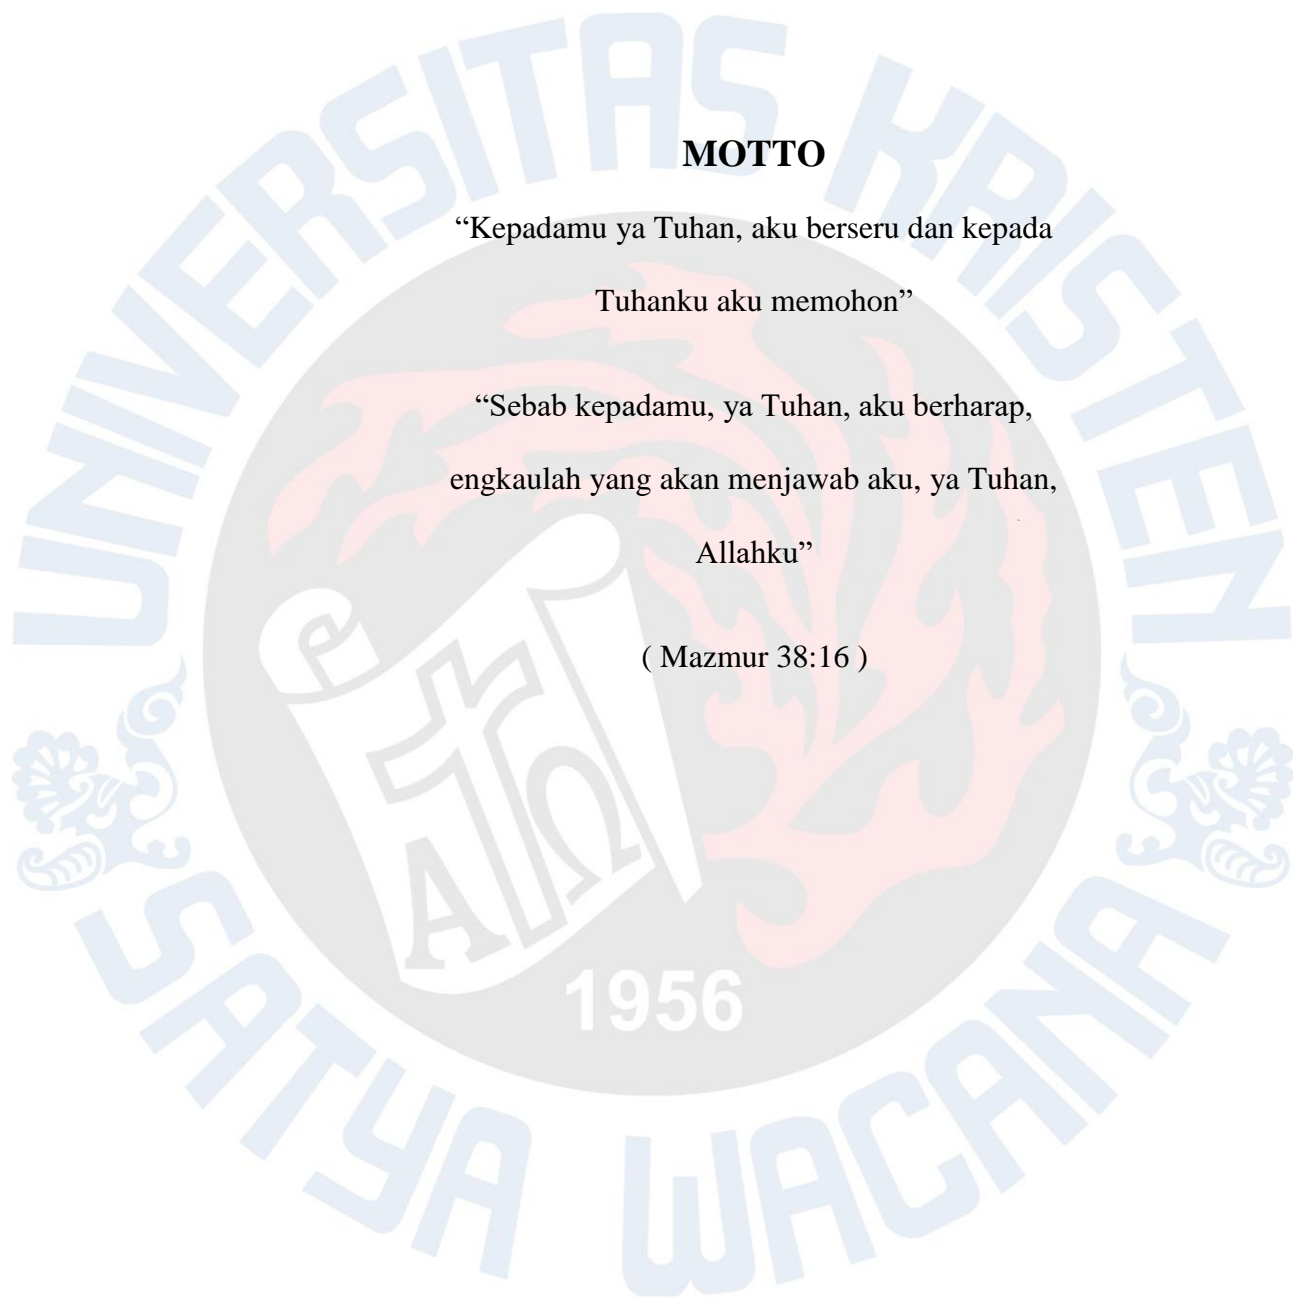 UNIVERSITAS KRISTEN
MOTTO
“Kepadamu ya Tuhan, aku berseru dan kepada
Tuhanku aku memohon”
“Sebab kepadamu, ya Tuhan, aku berharap,
engkaulah yang akan menjawab aku, ya Tuhan,
Allahku”
( Mazmur 38:16 )
A Ω
1956
SATYA WACANA